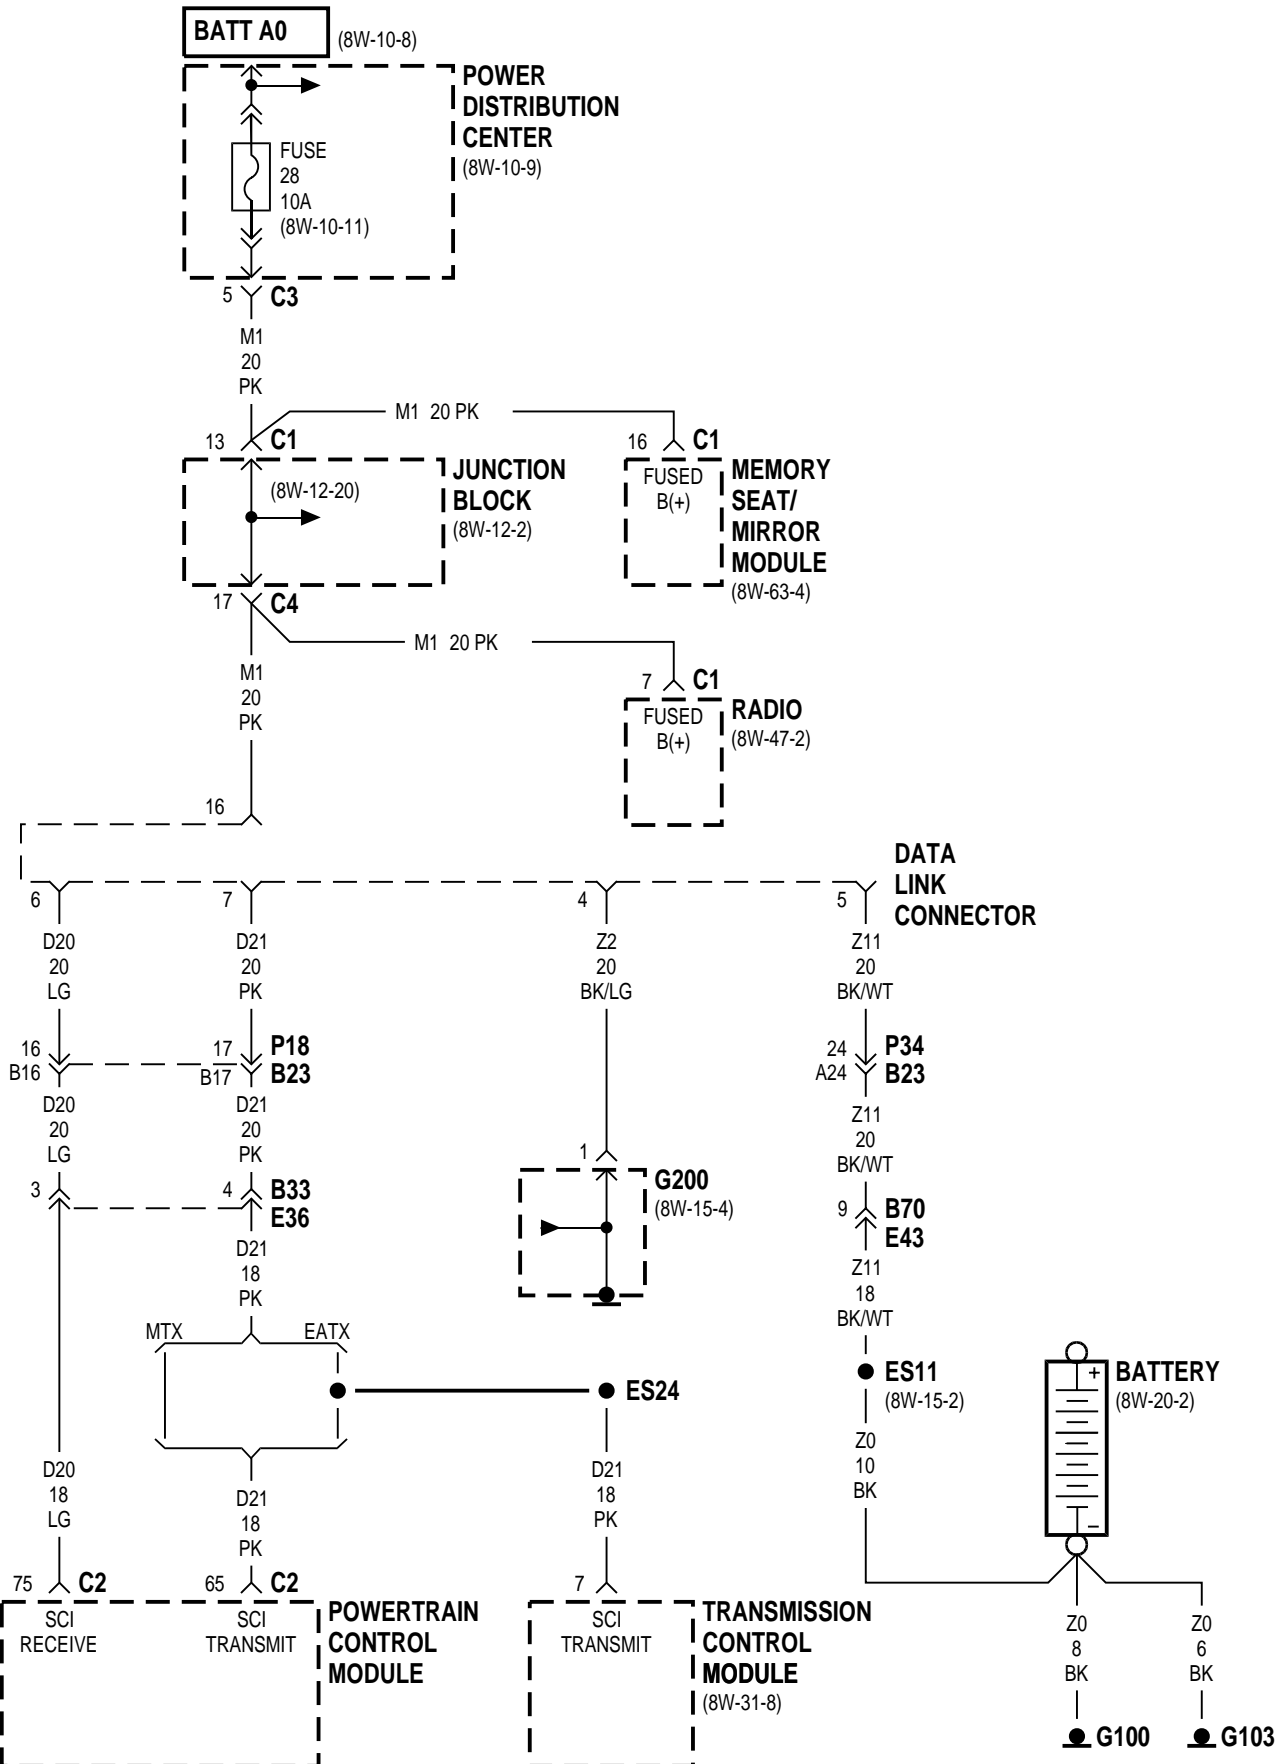 BATT A0
(8W-10-8)
POWER
DISTRIBUTION
CENTER
(8W-10-9)
FUSE
28
10A
(8W-10-11)
5
C3
M1
20
PK
M1 20 PK
13
C1
16
C1
JUNCTION
BLOCK
(8W-12-2)
(8W-12-20)
FUSED
B(+)
MEMORY
SEAT/
MIRROR
MODULE
(8W-63-4)
17
C4
M1 20 PK
M1
20
PK
7
C1
FUSED
B(+)
RADIO
(8W-47-2)
16
DATA
LINK
CONNECTOR
6
7
4
5
D20
20
LG
D21
20
PK
Z2
20
BK/LG
Z11
20
BK/WT
16
B16
17
B17
P18
B23
24
A24
P34
B23
D20
20
LG
D21
20
PK
Z11
20
BK/WT
3
4
B33
E36
1
G200
(8W-15-4)
9
B70
E43
D21
18
PK
Z11
18
BK/WT
MTX
EATX
ES24
ES11
(8W-15-2)
+
BATTERY
(8W-20-2)
–
D20
18
LG
D21
18
PK
D21
18
PK
Z0
10
BK
75
C2
65
C2
7
SCI
RECEIVE
SCI
TRANSMIT
POWERTRAIN
CONTROL
MODULE
SCI
TRANSMIT
TRANSMISSION
CONTROL
MODULE
(8W-31-8)
Z0
8
BK
Z0
6
BK
G100
G103